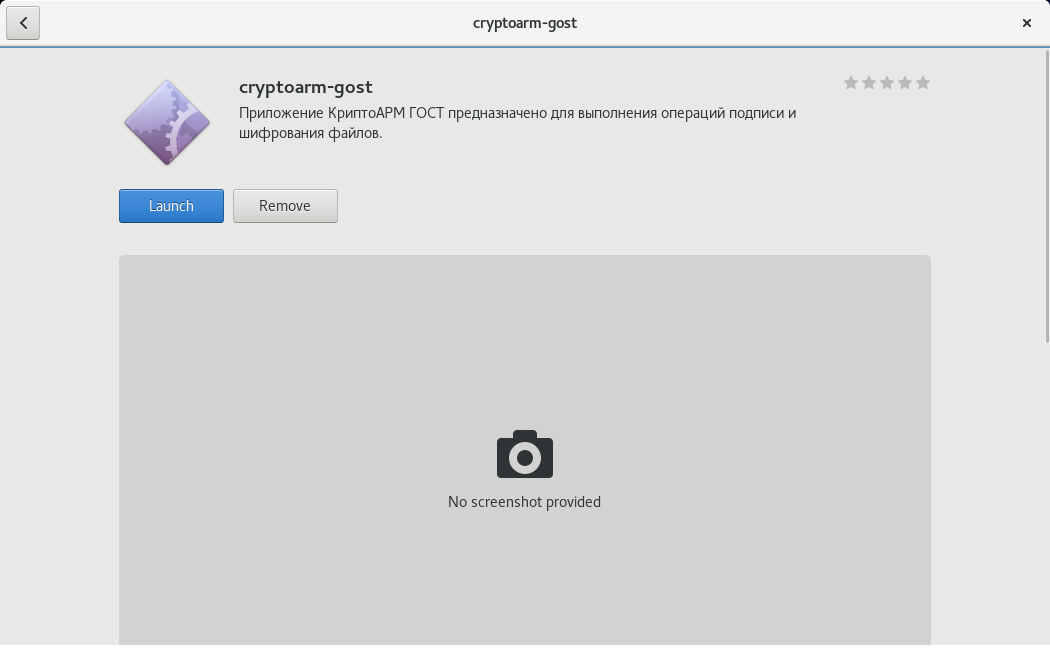 cryptoarm-gost
cryptoarm-gost
Приложение КриптоАРМ ГОСТ предназначено для выполнения операций подписи и
шифрования файлов.
Launch
Remove
No screenshot provided